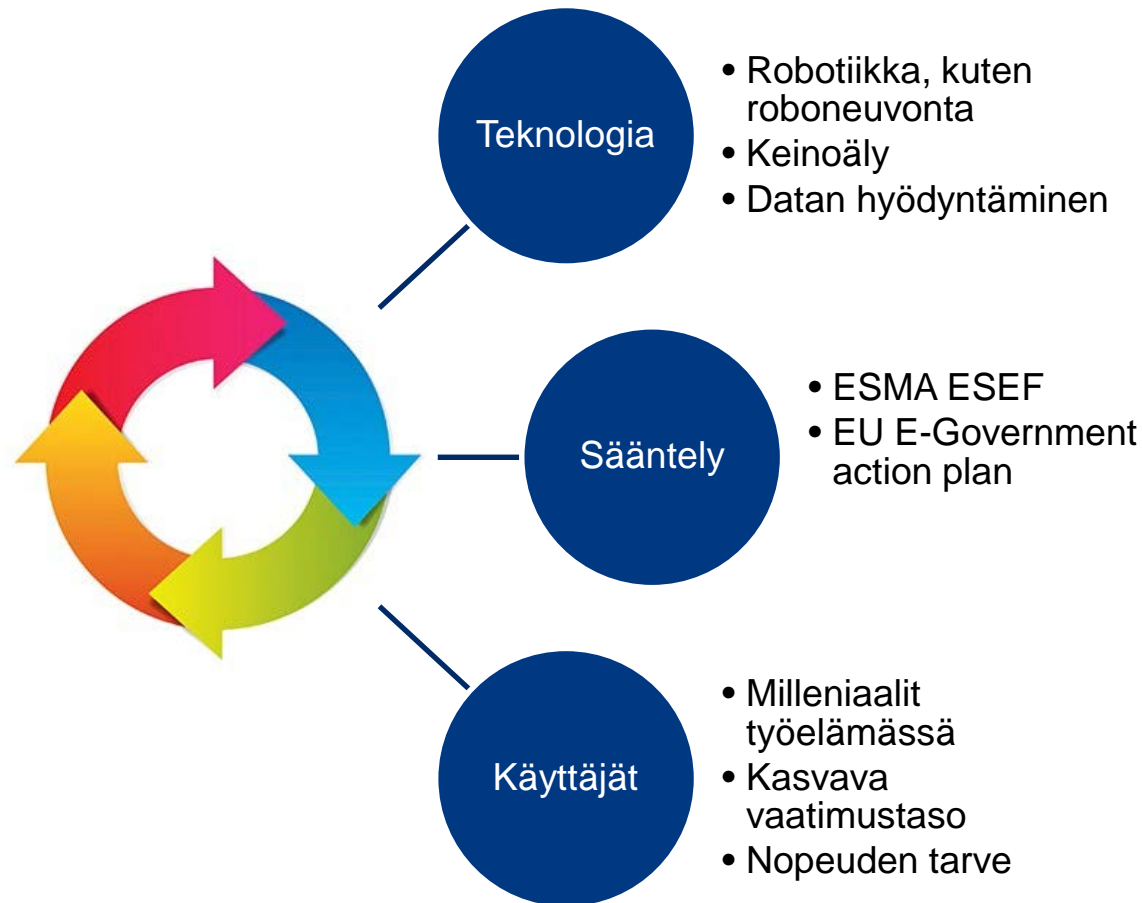 Teknologia
• Robotiikka, kuten
roboneuvonta
• Keinoäly
• Datan hyödyntäminen
Sääntely
• ESMA ESEF
• EU E-Government
action plan
Käyttäjät
• Milleniaalit
työelämässä
• Kasvava
vaatimustaso
• Nopeuden tarve